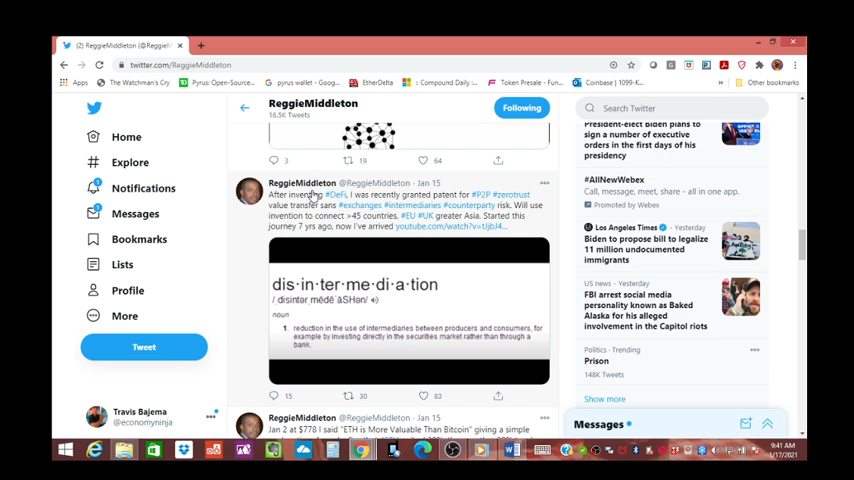 (2) ReggieMiddleton (@ReggieM
twitter.com/ReggieMiddleton
Apps
The Watchman's Cry
Pyrus: Open-Source...
pyrus wallet - Goog...
EtherDelta
:: Compound Daily :...
Token Presale - Fun...
Coinbase | 1099-K...
»
Other bookmarks
Home
Explore
Notifications
Messages
Bookmarks
Lists
Profile
More
Tweet
Travis Bajema
@economyninja
ReggieMiddleton
16.5K Tweets
Following
3 19 64
ReggieMiddleton @ReggieMiddleton · Jan 15
After inventing #DeFi, I was recently granted patent for #P2P #zerotrust
value transfer sans #exchanges #intermediaries #counterparty risk. Will use
invention to connect >45 countries, #EU #UK greater Asia. Started this
journey 7 yrs ago, now I've arrived youtube.com/watch?v=tJjbJ4...
dis·in·ter·me·di·a·tion
/ˌdisin(t)ərˌmēdēˈāSHən/
noun
1. reduction in the use of intermediaries between producers and consumers, for
example by investing directly in the securities market rather than through a
bank.
15 30 83
ReggieMiddleton @ReggieMiddleton · Jan 15
Jan 2 at $778 I said "ETH is More Valuable Than Bitcoin" giving a simple
Search Twitter
President-elect Biden plans to
sign a number of executive
orders in the first days of his
presidency
#AllNewWebex
Call, message, meet, share - all in one.
Promoted by Webex
Los Angeles Times · Yesterday
Biden to propose bill to legalize
11 million undocumented
immigrants
US news · Yesterday
FBI arrest social media
personality known as Baked
Alaska for his alleged
involvement in the Capitol riots
Politics · Trending
Prison
148K Tweets
Show more
Messages
9:41 AM
1/17/2021